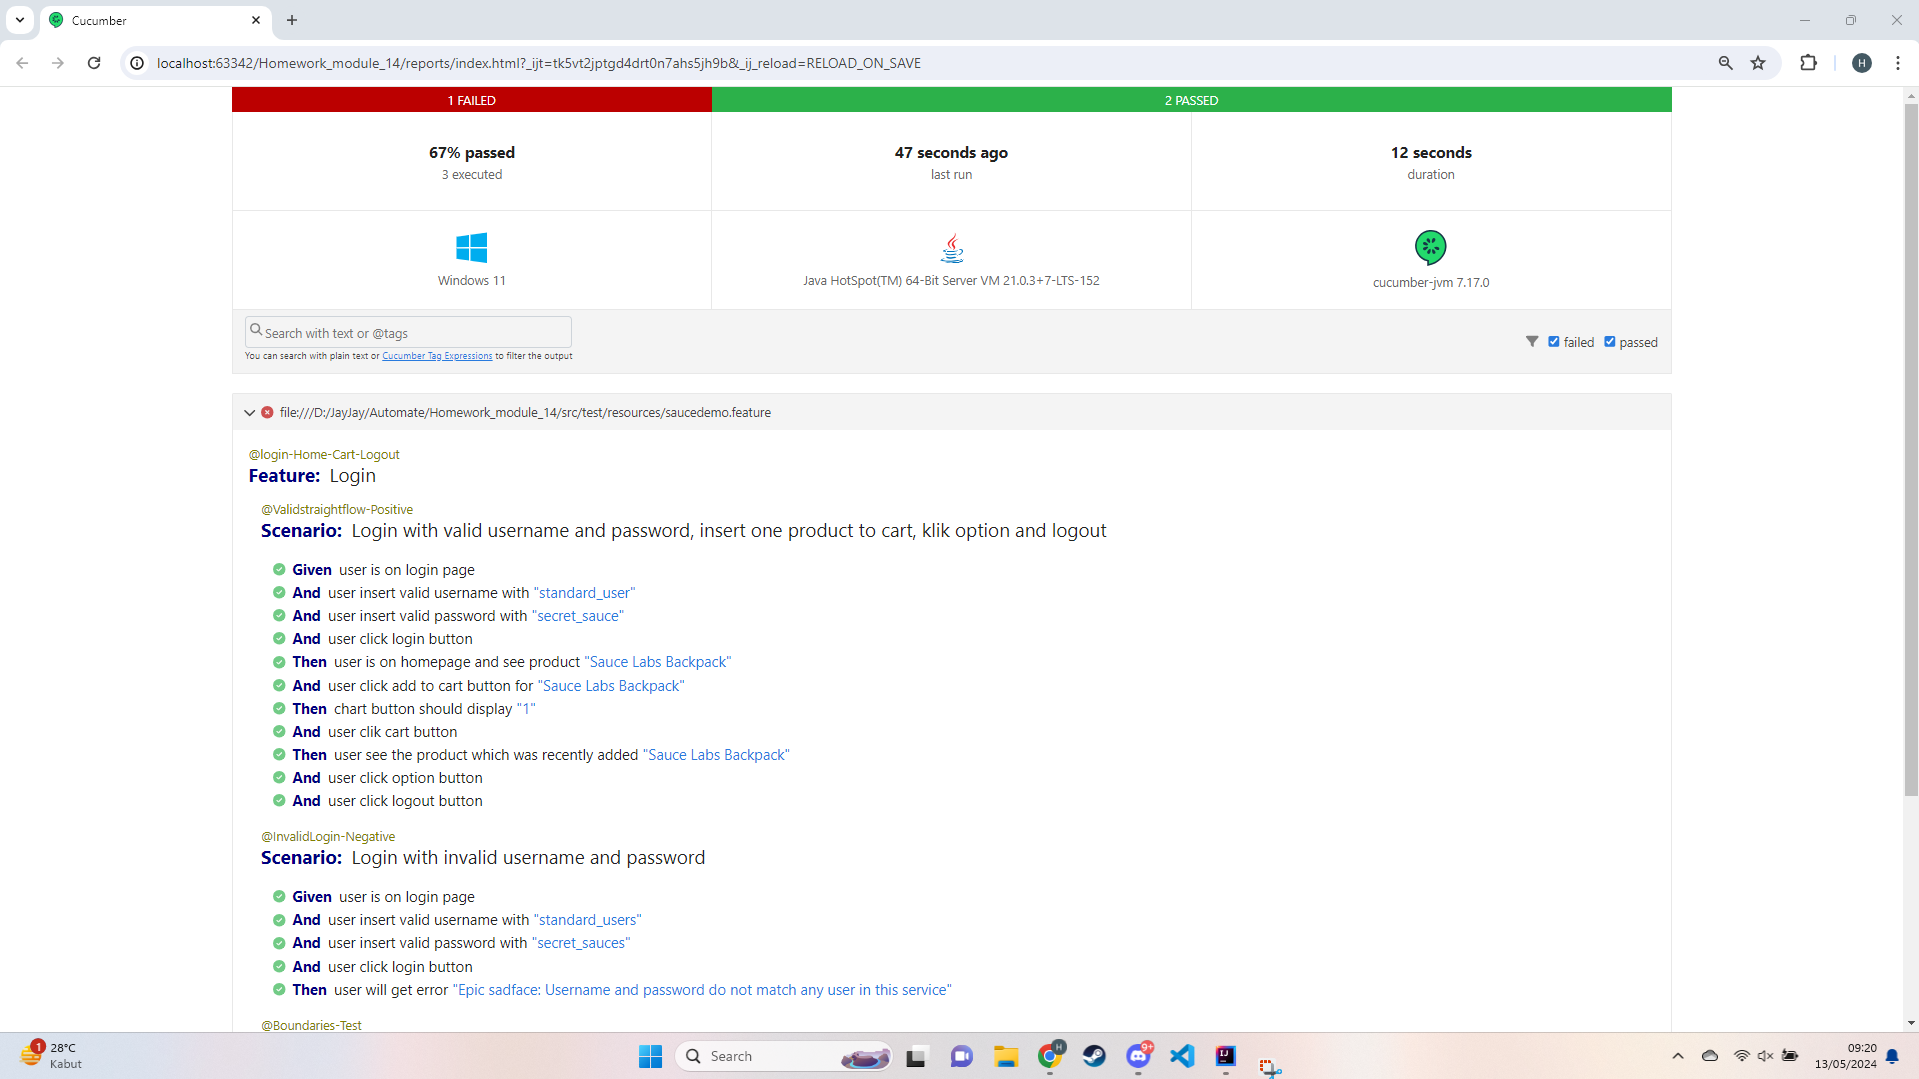 Cucumber
localhost:63342/Homework_module_14/reports/index.html?_ijt=tk5vt2jptgd4drt0n7ahs5jh9b&_ij_reload=RELOAD_ON_SAVE
H
1 FAILED
2 PASSED
67% passed
3 executed
47 seconds ago
last run
12 seconds
duration
Windows 11
Java HotSpot(TM) 64-Bit Server VM 21.0.3+7-LTS-152
cucumber-jvm 7.17.0
Search with text or @tags
You can search with plain text or Cucumber Tag Expressions to filter the output
failed
passed
file:///D:/JayJay/Automate/Homework_module_14/src/test/resources/saucedemo.feature
@login-Home-Cart-Logout
Feature: Login
@Validstraightflow-Positive
Scenario: Login with valid username and password, insert one product to cart, klik option and logout
Given user is on login page
And user insert valid username with "standard_user"
And user insert valid password with "secret_sauce"
And user click login button
Then user is on homepage and see product "Sauce Labs Backpack"
And user click add to cart button for "Sauce Labs Backpack"
Then chart button should display "1"
And user clik cart button
Then user see the product which was recently added "Sauce Labs Backpack"
And user click option button
And user click logout button
@InvalidLogin-Negative
Scenario: Login with invalid username and password
Given user is on login page
And user insert valid username with "standard_users"
And user insert valid password with "secret_sauces"
And user click login button
Then user will get error "Epic sadface: Username and password do not match any user in this service"
@Boundaries-Test
1
28°C
Kabut
Search
H
9+
IJ
09:20
13/05/2024